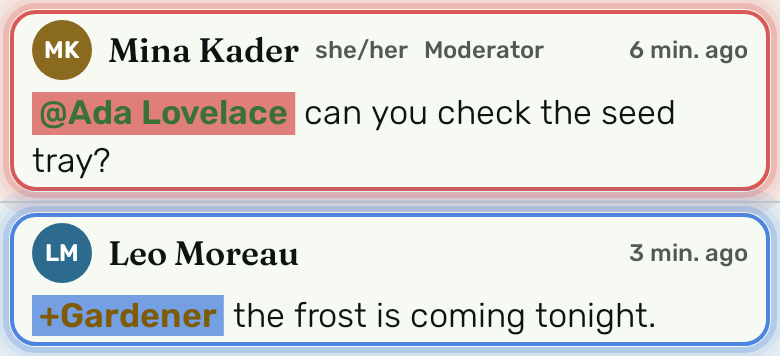 MK Mina Kader she/her Moderator 6 min. ago
@Ada Lovelace can you check the seed
tray?
LM Leo Moreau 3 min. ago
+Gardener the frost is coming tonight.